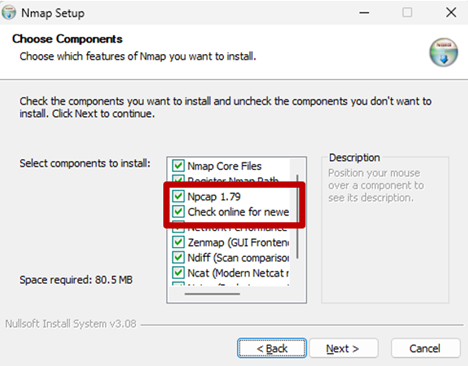 Nmap Setup
Choose Components
Choose which features of Nmap you want to install.
Check the components you want to install and uncheck the components you don't want to
install. Click Next to continue.
Select components to install:
Nmap Core Files
Register Nmap Path
Npcap 1.79
Check online for newe
Network Performance
Zenmap (GUI Frontend
Ndiff (Scan comparisor
Ncat (Modern Netcat r
Description
Position your mouse
over a component to
see its description.
Space required: 80.5 MB
Nullsoft Install System v3.08
< Back
Next >
Cancel